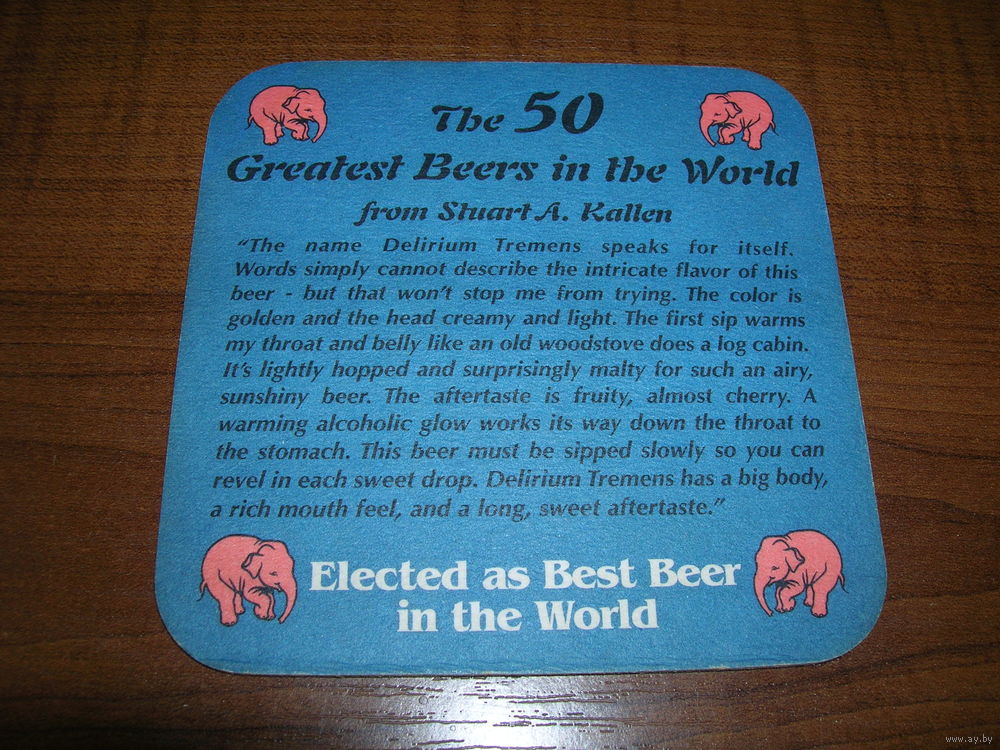 The 50
Greatest Beers in the World
from Stuart A. Kallen
“The name Delirium Tremens speaks for itself.
Words simply cannot describe the intricate flavor of this
beer - but that won't stop me from trying. The color is
golden and the head creamy and light. The first sip warms
my throat and belly like an old woodstove does a log cabin.
It's lightly hopped and surprisingly malty for such an airy,
sunshiny beer. The aftertaste is fruity, almost cherry. A
warming alcoholic glow works its way down the throat to
the stomach. This beer must be sipped slowly so you can
revel in each sweet drop. Delirium Tremens has a big body,
a rich mouth feel, and a long, sweet aftertaste.”
Elected as Best Beer
in the World
www.ay.by